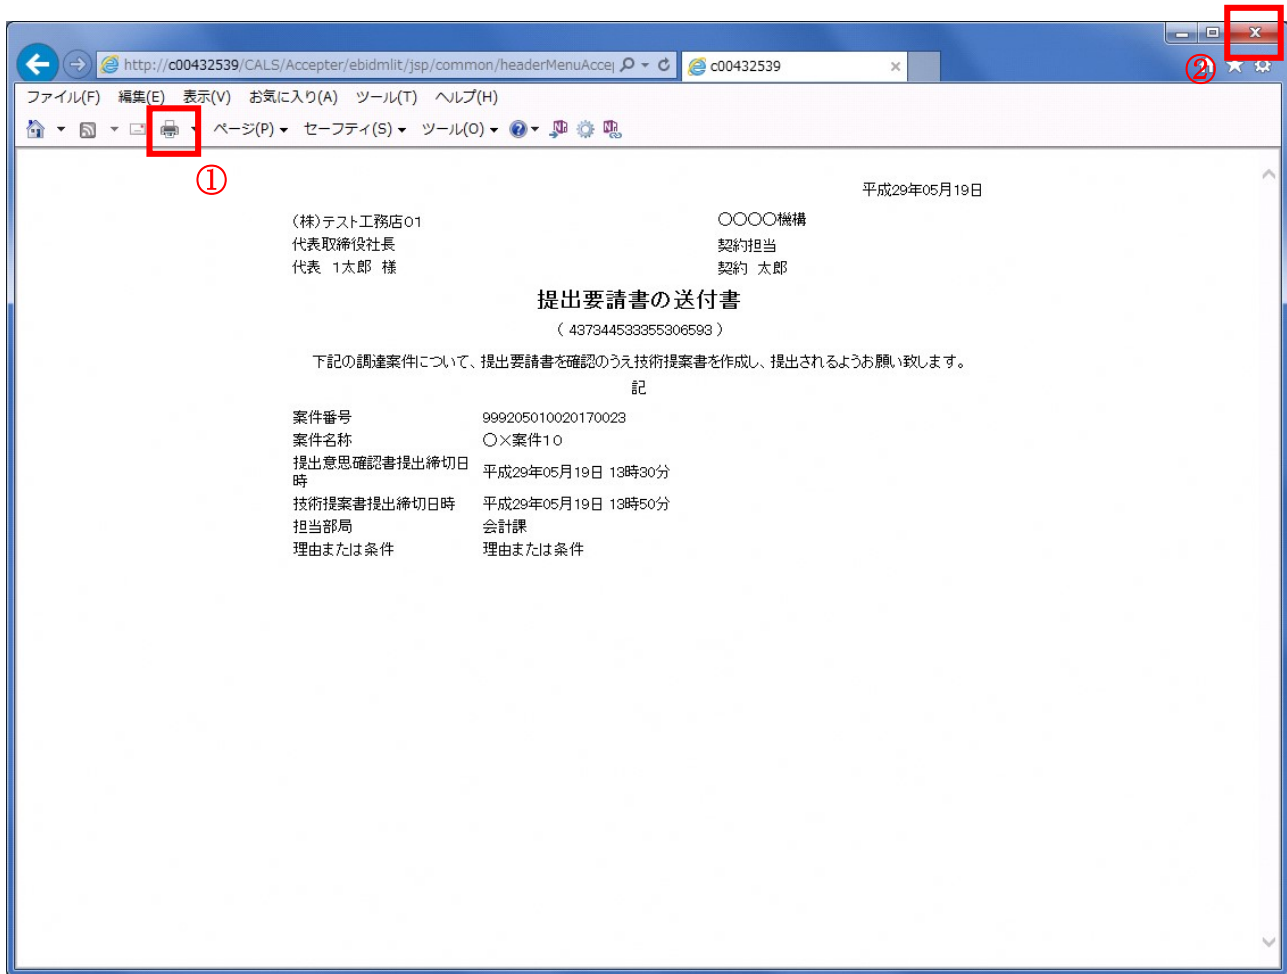 http://c00432539/CALS/Accepter/ebidmlit/jsp/common/headerMenuAccep
c00432539
②
ファイル(F) 編集(E) 表示(V) お気に入り(A) ツール(T) ヘルプ(H)
ページ(P) セーフティ(S) ツール(O)
①
平成29年05月19日
(株)テスト工務店01
〇〇〇〇機構
代表取締役社長
契約担当
代表 1太郎 様
契約 太郎
提出要請書の送付書
( 437344533355306593 )
下記の調達案件について、提出要請書を確認のうえ技術提案書を作成し、提出されるようお願い致します。
記
案件番号 999205010020170023
案件名称 〇×案件10
提出意思確認書提出締切日時 平成29年05月19日 13時30分
技術提案書提出締切日時 平成29年05月19日 13時50分
担当部局 会計課
理由または条件 理由または条件